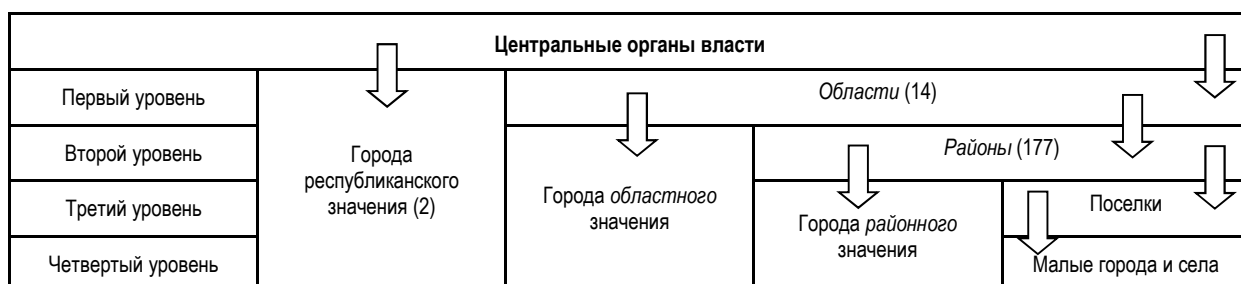 Центральные органы власти
Первый уровень
Области (14)
Второй уровень
Города
республиканского
значения (2)
Районы (177)
Города областного
значения
Третий уровень
Поселки
Города районного
значения
Четвертый уровень
Малые города и села